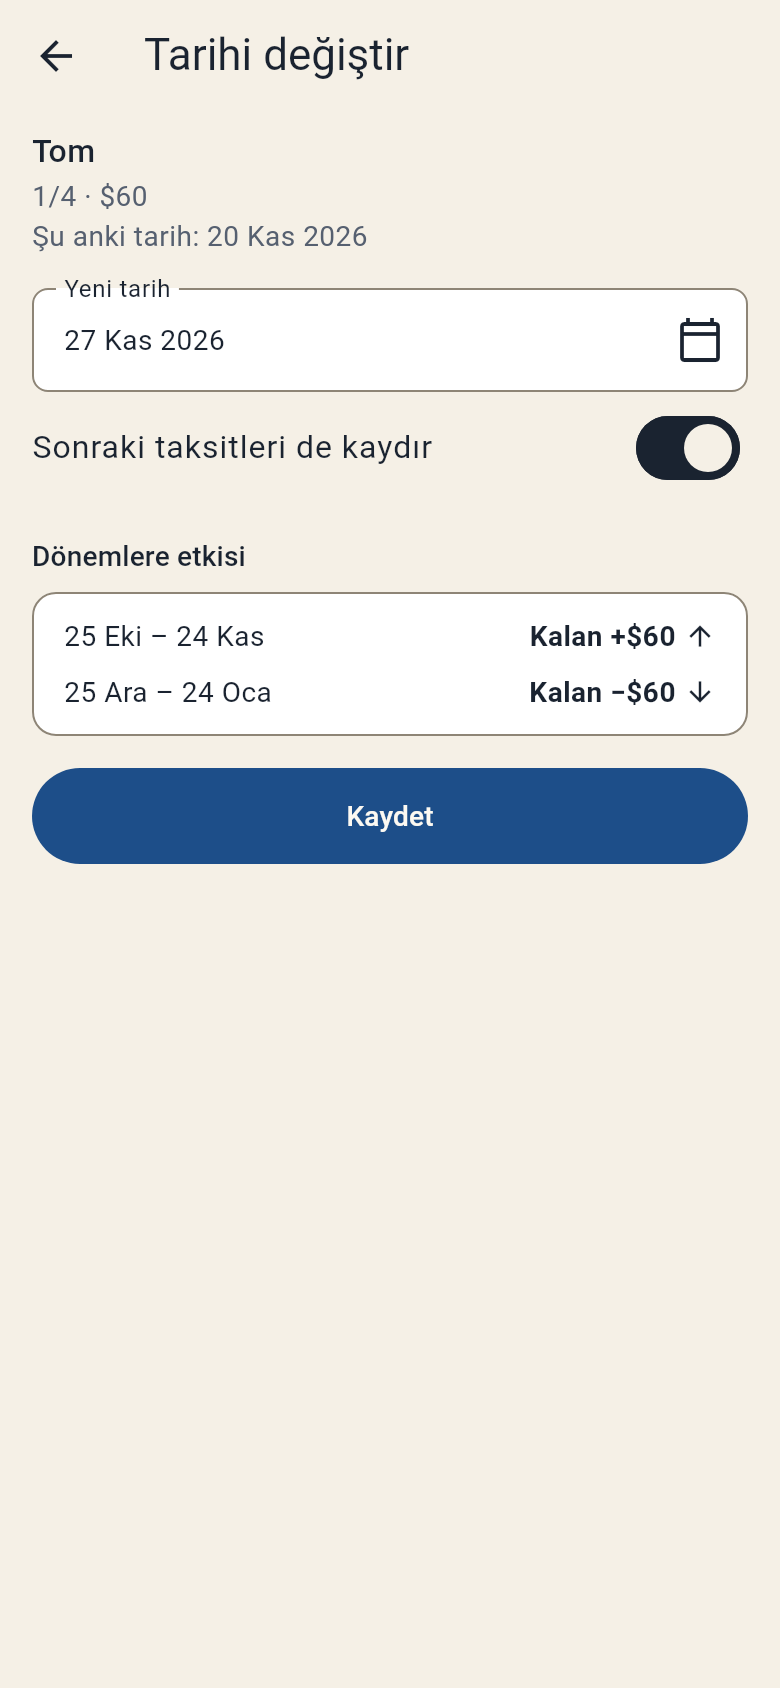 Tarihi değiştir
Tom
1/4 · $60
Şu anki tarih: 20 Kas 2026
Yeni tarih
27 Kas 2026
Sonraki taksitleri de kaydır
Dönemlere etkisi
25 Eki – 24 Kas Kalan +$60 ↑
25 Ara – 24 Oca Kalan −$60 ↓
Kaydet